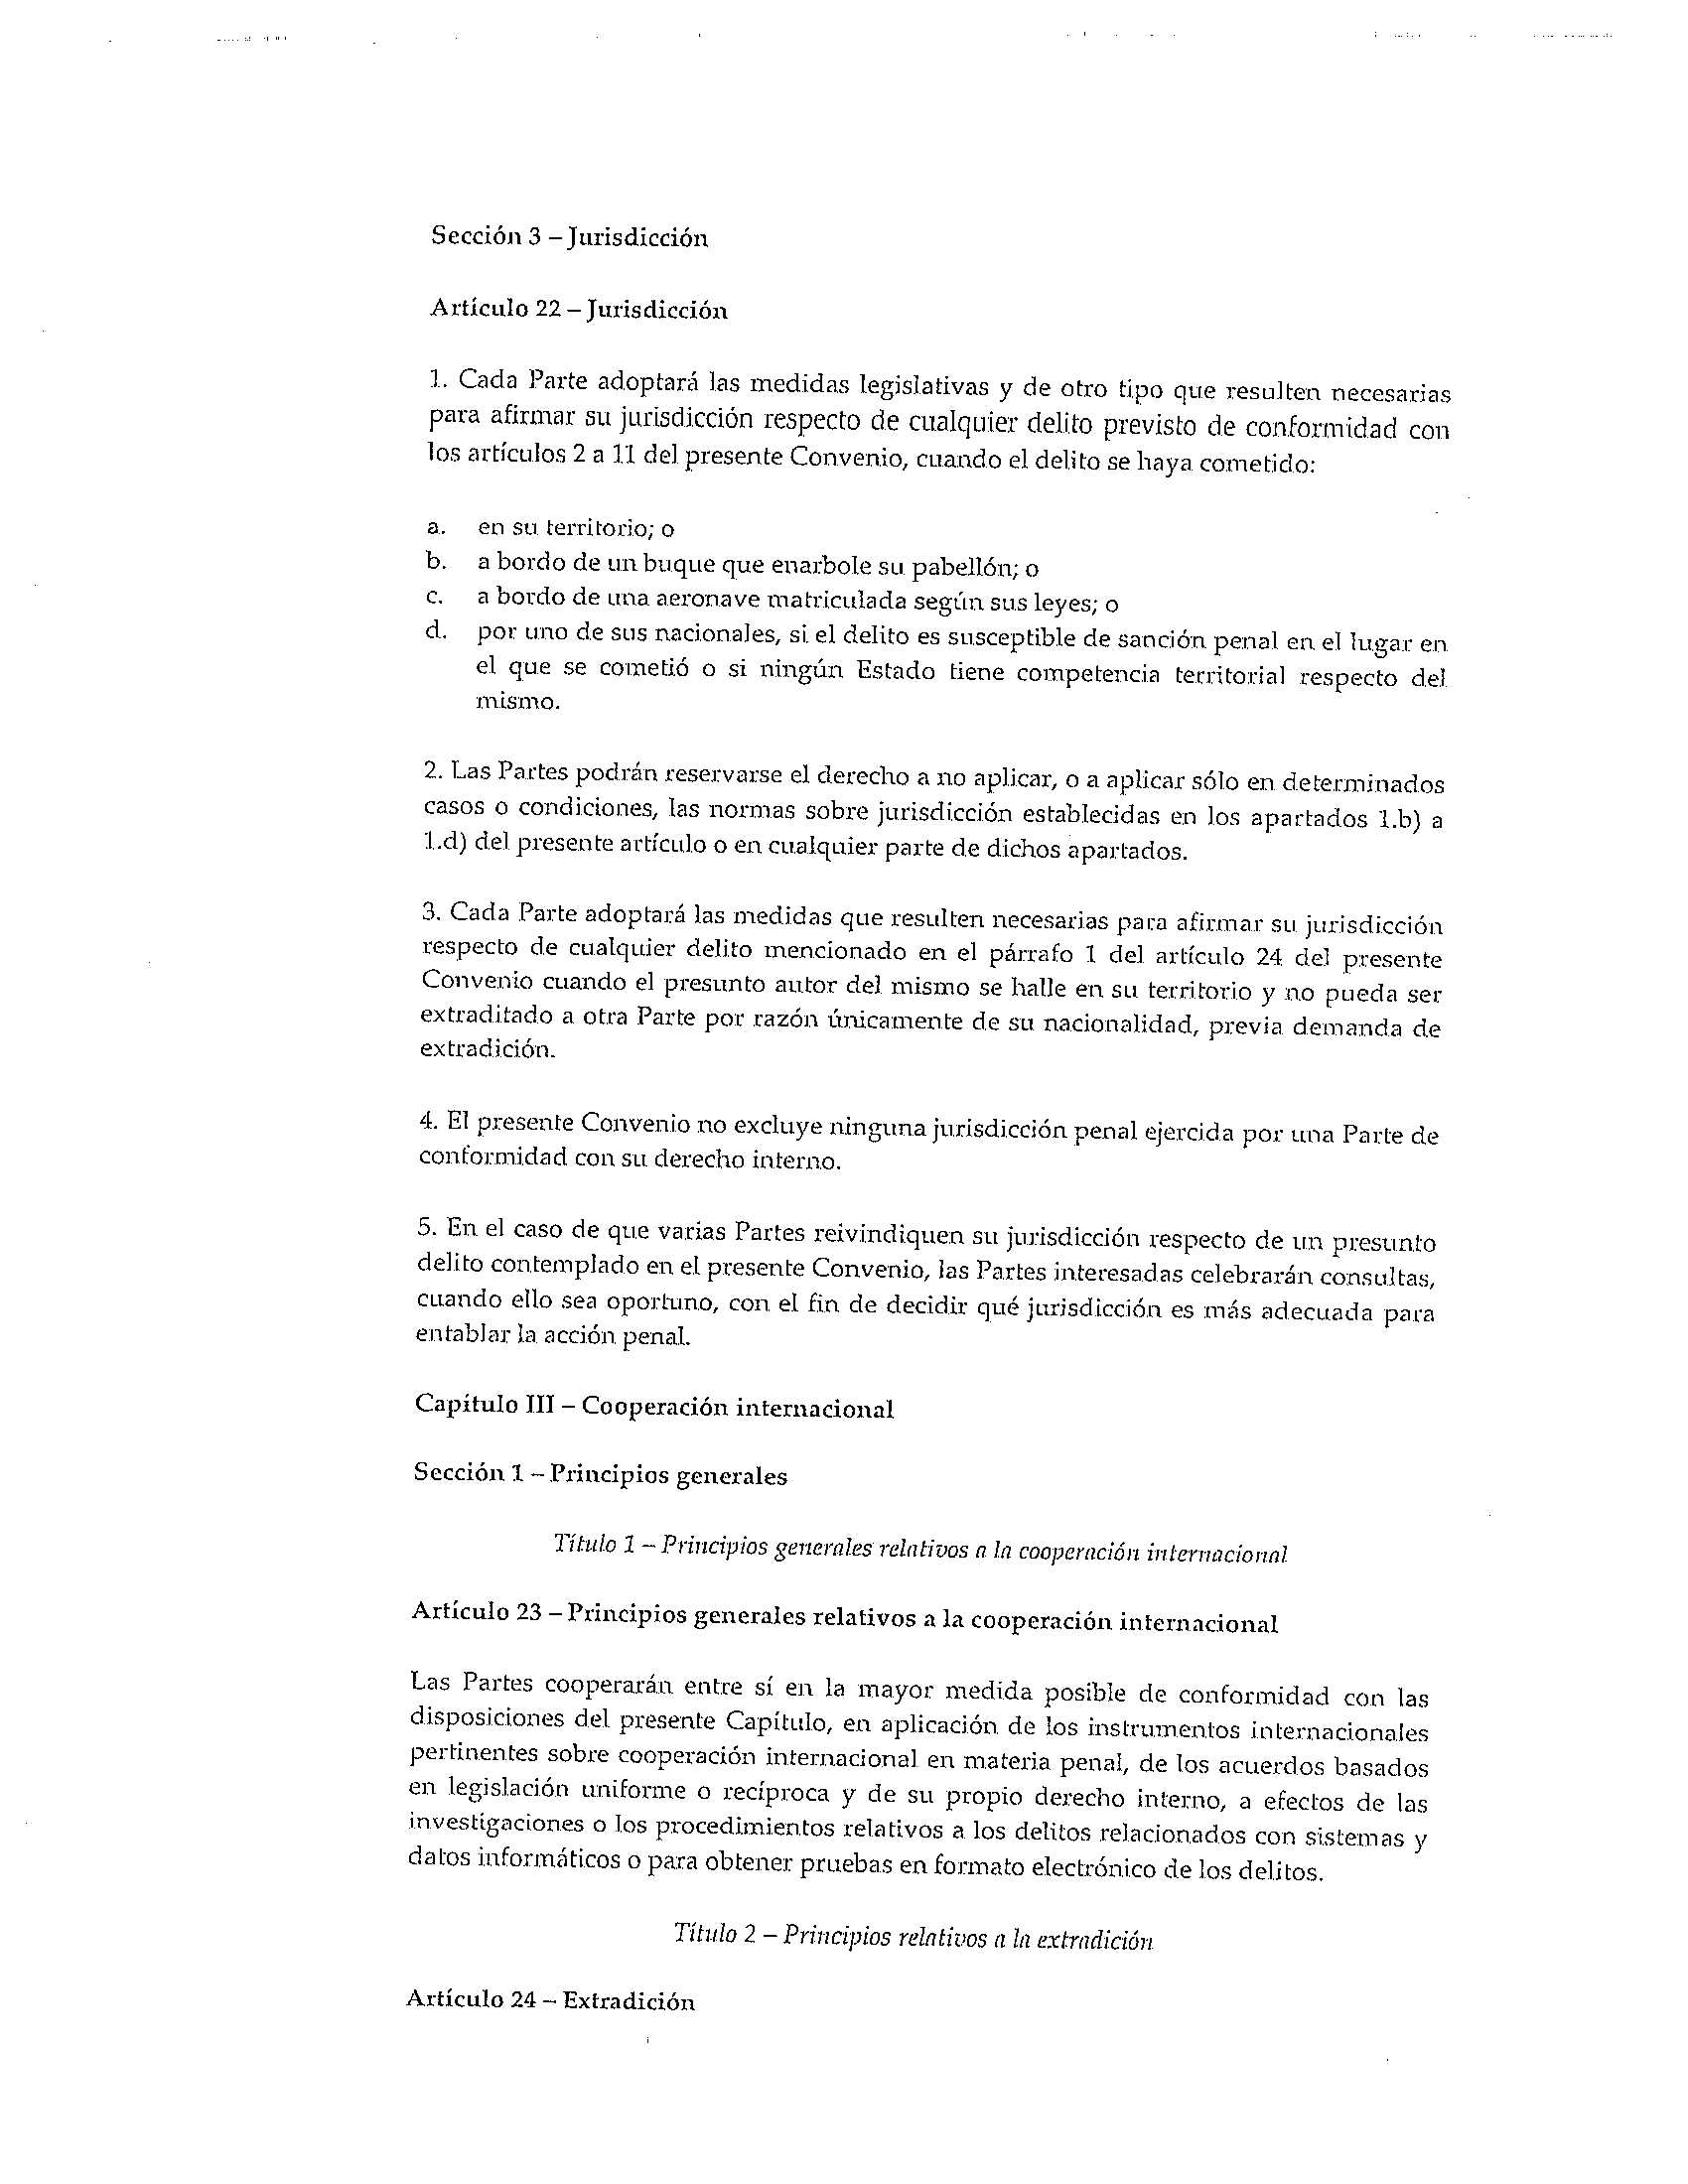 Sección 3 – Jurisdicción
Artículo 22 – Jurisdicción
1. Cada Parte adoptará las medidas legislativas y de otro tipo que resulten necesarias
para afirmar su jurisdicción respecto de cualquier delito previsto de conformidad con
los artículos 2 a 11 del presente Convenio, cuando el delito se haya cometido:
a. en su territorio; o
b. a bordo de un buque que enarbole su pabellón; o
c. a bordo de una aeronave matriculada según sus leyes; o
d. por uno de sus nacionales, si el delito es susceptible de sanción penal en el lugar en
el que se cometió o si ningún Estado tiene competencia territorial respecto del
mismo.
2. Las Partes podrán reservarse el derecho a no aplicar, o a aplicar sólo en determinados
casos o condiciones, las normas sobre jurisdicción establecidas en los apartados 1.b) a
1.d) del presente artículo o en cualquier parte de dichos apartados.
3. Cada Parte adoptará las medidas que resulten necesarias para afirmar su jurisdicción
respecto de cualquier delito mencionado en el párrafo 1 del artículo 24 del presente
Convenio cuando el presunto autor del mismo se halle en su territorio y no pueda ser
extraditado a otra Parte por razón únicamente de su nacionalidad, previa demanda de
extradición.
4. El presente Convenio no excluye ninguna jurisdicción penal ejercida por una Parte de
conformidad con su derecho interno.
5. En el caso de que varias Partes reivindiquen su jurisdicción respecto de un presunto
delito contemplado en el presente Convenio, las Partes interesadas celebrarán consultas,
cuando ello sea oportuno, con el fin de decidir qué jurisdicción es más adecuada para
entablar la acción penal.
Capítulo III – Cooperación internacional
Sección 1 – Principios generales
Título 1 – Principios generales relativos a la cooperación internacional
Artículo 23 – Principios generales relativos a la cooperación internacional
Las Partes cooperarán entre sí en la mayor medida posible de conformidad con las
disposiciones del presente Capítulo, en aplicación de los instrumentos internacionales
pertinentes sobre cooperación internacional en materia penal, de los acuerdos basados
en legislación uniforme o recíproca y de su propio derecho interno, a efectos de las
investigaciones o los procedimientos relativos a los delitos relacionados con sistemas y
datos informáticos o para obtener pruebas en formato electrónico de los delitos.
Título 2 – Principios relativos a la extradición
Artículo 24 – Extradición